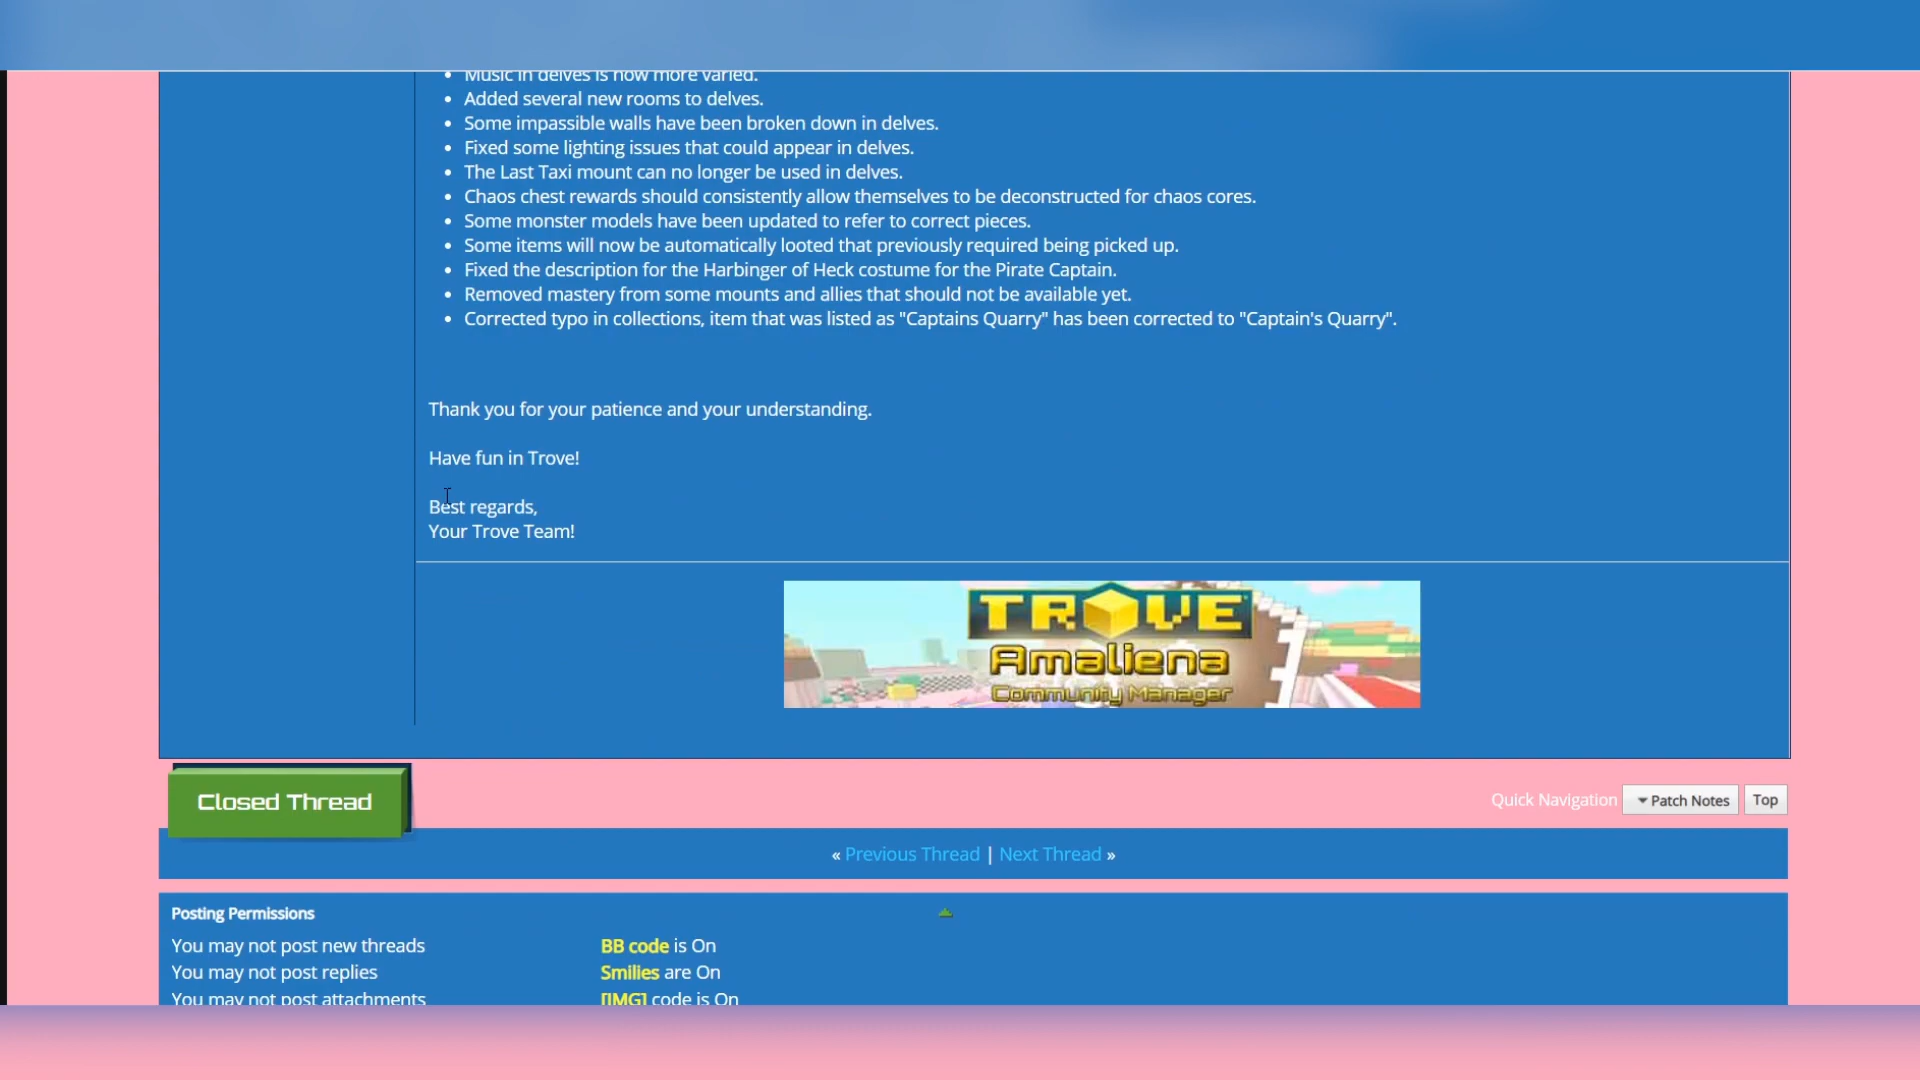 Music in delves is now more varied.
Added several new rooms to delves.
Some impassible walls have been broken down in delves.
Fixed some lighting issues that could appear in delves.
The Last Taxi mount can no longer be used in delves.
Chaos chest rewards should consistently allow themselves to be deconstructed for chaos cores.
Some monster models have been updated to refer to correct pieces.
Some items will now be automatically looted that previously required being picked up.
Fixed the description for the Harbinger of Heck costume for the Pirate Captain.
Removed mastery from some mounts and allies that should not be available yet.
Corrected typo in collections, item that was listed as "Captains Quarry" has been corrected to "Captain's Quarry".
Thank you for your patience and your understanding.
Have fun in Trove!
Best regards,
Your Trove Team!
TROVE
Amaliena
Community Manager
Closed Thread
Quick Navigation Patch Notes Top
« Previous Thread | Next Thread »
Posting Permissions
You may not post new threads
You may not post replies
You may not post attachments
BB code is On
Smilies are On
[IMG] code is On